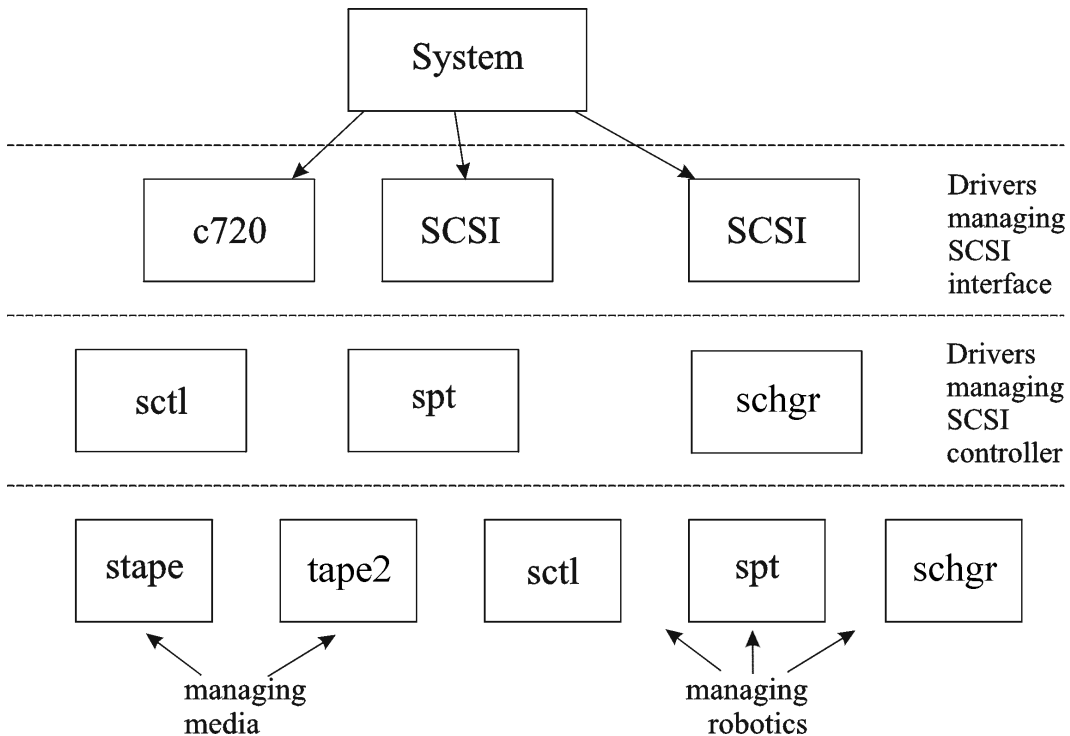 System
c720
SCSI
SCSI
Drivers
managing
SCSI
interface
sctl
spt
schgr
Drivers
managing
SCSI
controller
stape
tape2
sctl
spt
schgr
managing
media
managing
robotics